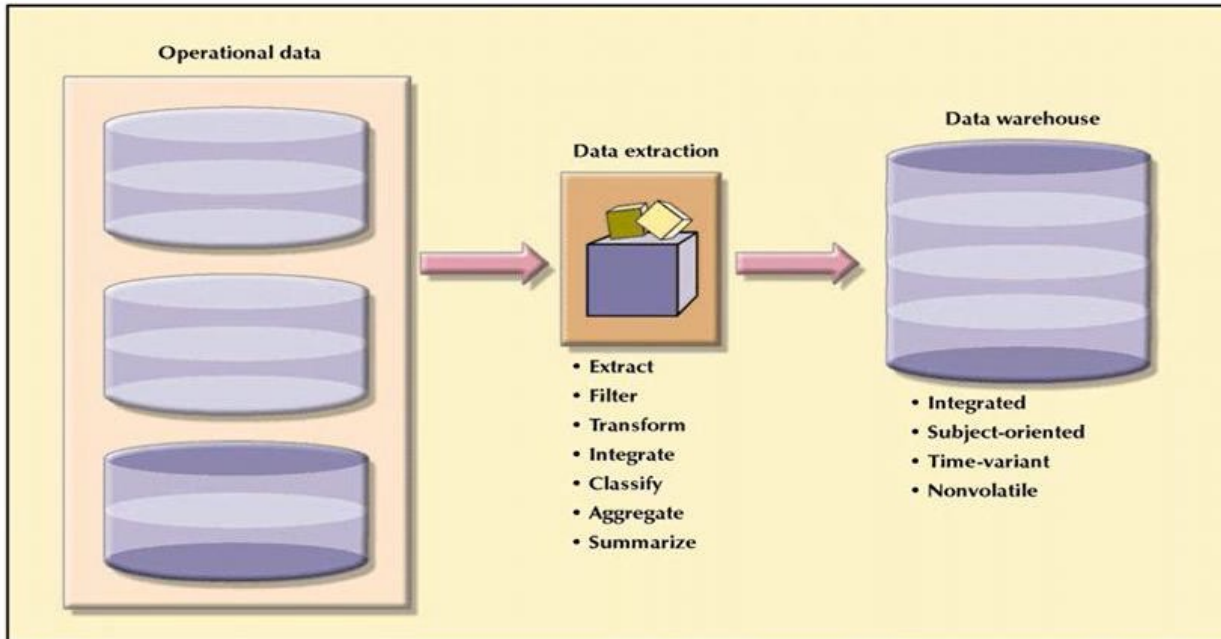 Operational data
Data extraction
• Extract
• Filter
• Transform
• Integrate
• Classify
• Aggregate
• Summarize
Data warehouse
• Integrated
• Subject-oriented
• Time-variant
• Nonvolatile